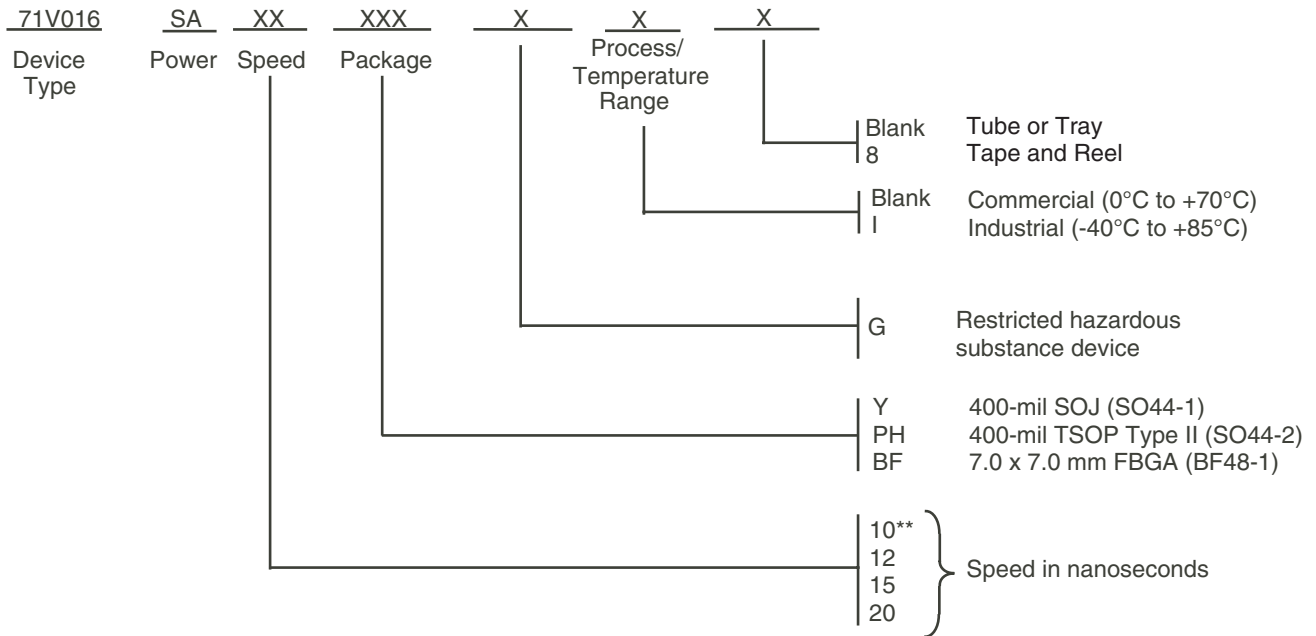 71V016 SA XX XXX X X X
Device Type
Power
Speed
Package
Process/
Temperature
Range
Blank Tube or Tray
8 Tape and Reel
Blank Commercial (0°C to +70°C)
I Industrial (-40°C to +85°C)
G Restricted hazardous
substance device
Y 400-mil SOJ (SO44-1)
PH 400-mil TSOP Type II (SO44-2)
BF 7.0 x 7.0 mm FBGA (BF48-1)
10**
12
15
20
Speed in nanoseconds